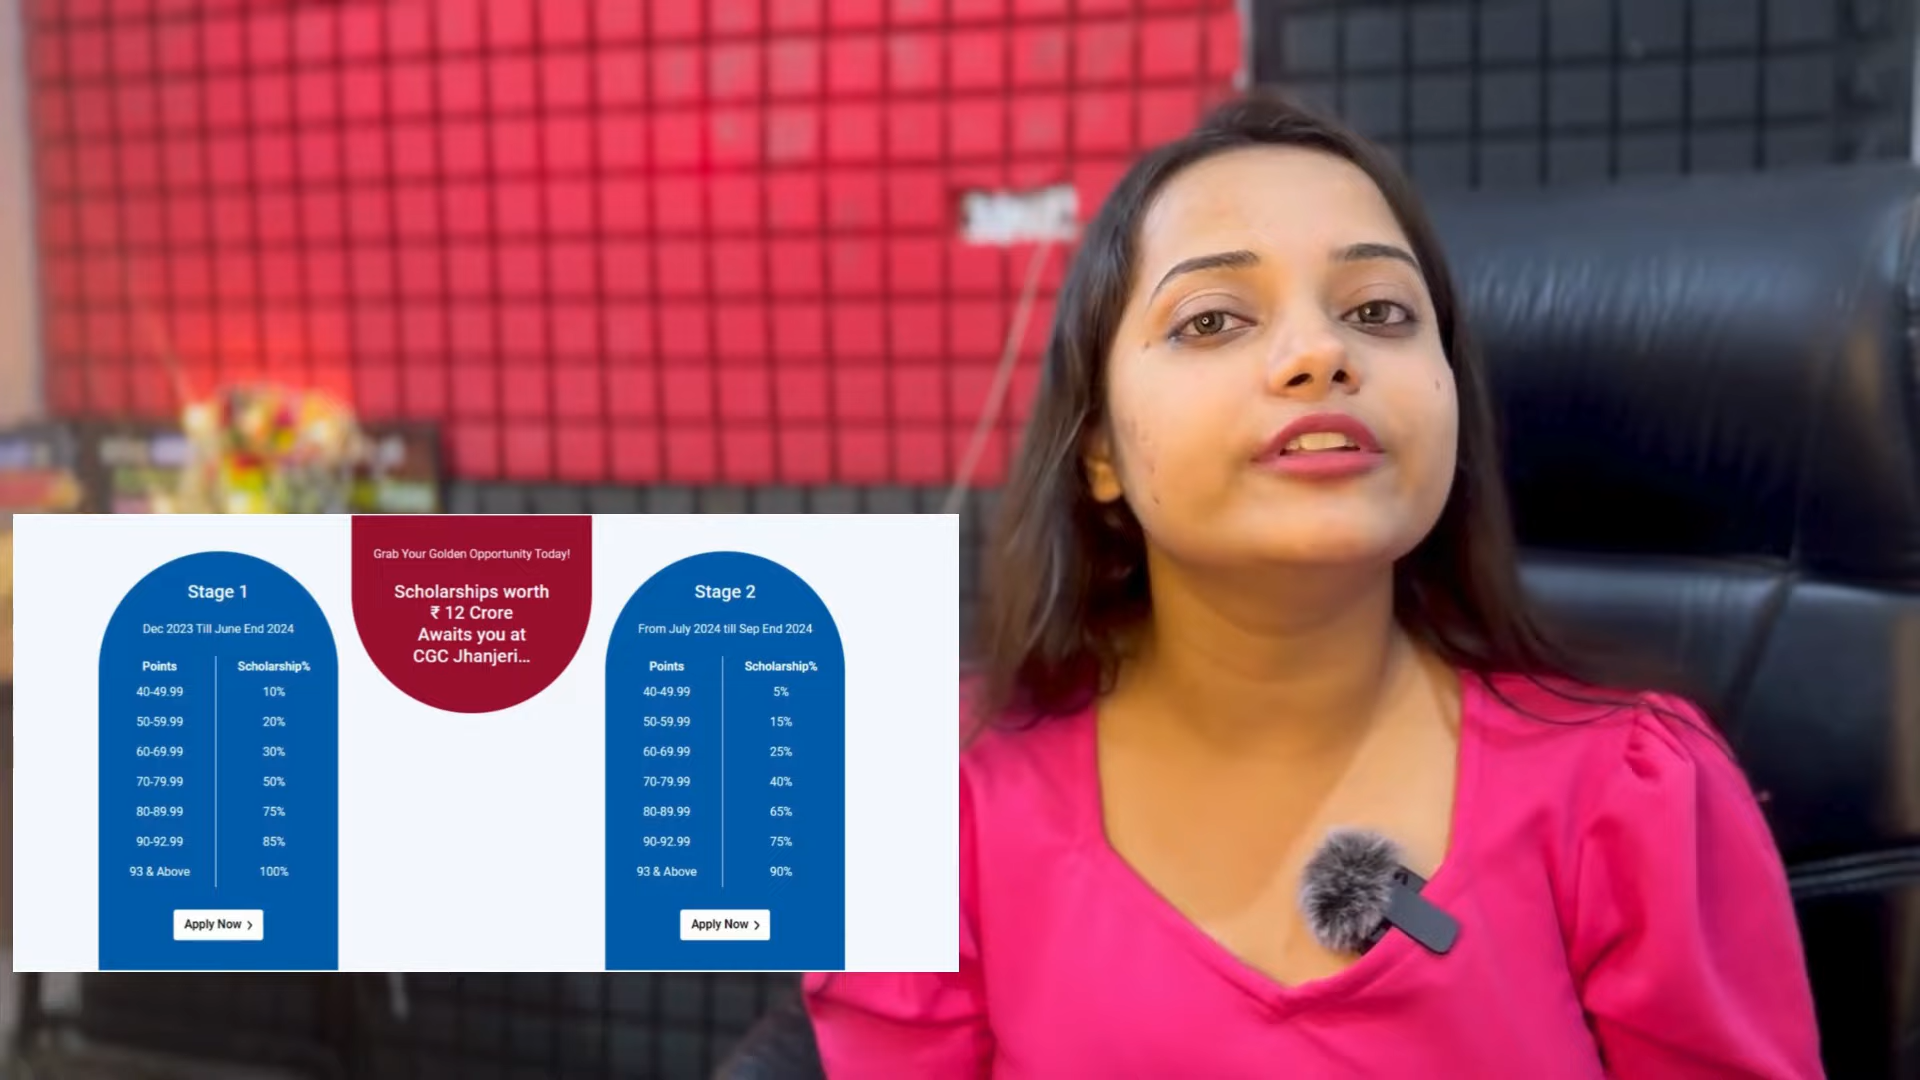 Grab Your Golden Opportunity Today!
Scholarships worth
₹ 12 Crore
Awaits you at
CGC Jhanjeri...
Stage 1
Dec 2023 Till June End 2024
Points Scholarship%
40-49.99 10%
50-59.99 20%
60-69.99 30%
70-79.99 50%
80-89.99 75%
90-92.99 85%
93 & Above 100%
Apply Now >
Stage 2
From July 2024 till Sep End 2024
Points Scholarship%
40-49.99 5%
50-59.99 15%
60-69.99 25%
70-79.99 40%
80-89.99 65%
90-92.99 75%
93 & Above 90%
Apply Now >